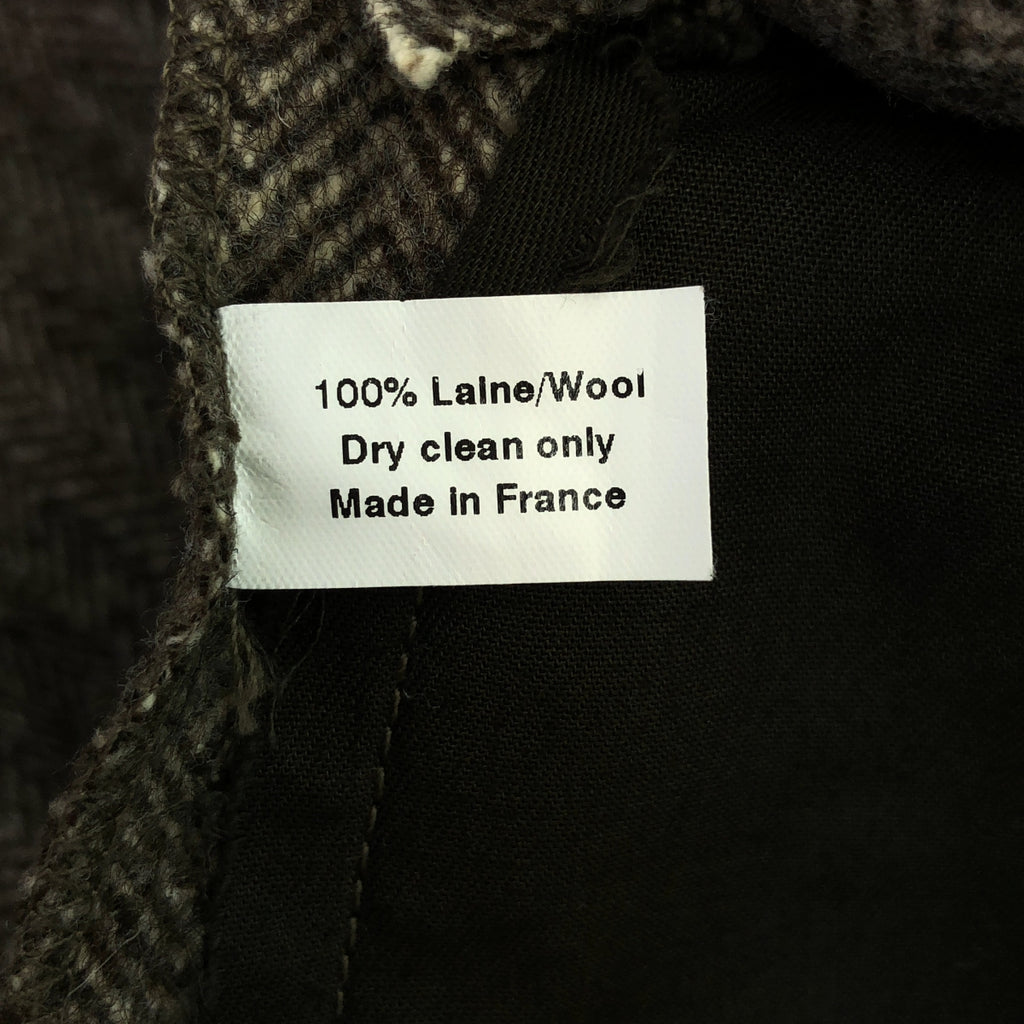 100% Laine/Wool
Dry clean only
Made in France